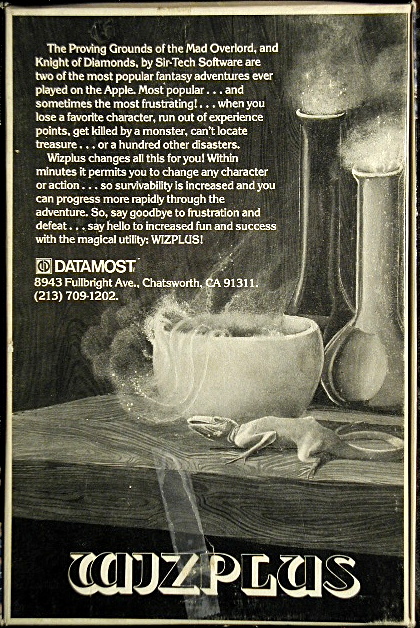 The Proving Grounds of the Mad Overlord, and
Knight of Diamonds, by Sir-Tech Software are
two of the most popular fantasy adventures ever
played on the Apple. Most popular . . . and
sometimes the most frustrating! . . . when you
lose a favorite character, run out of experience
points, get killed by a monster, can't locate
treasure . . . or a hundred other disasters.
Wizplus changes all this for you! Within
minutes it permits you to change any character
or action . . . so survivability is increased and you
can progress more rapidly through the
adventure. So, say goodbye to frustration and
defeat . . . say hello to increased fun and success
with the magical utility: WIZPLUS!
DATAMOST
8943 Fullbright Ave., Chatsworth, CA 91311.
(213) 709-1202.
WIZPLUS